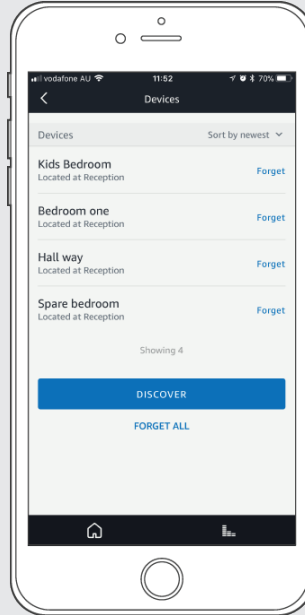 vodafone AU 11:52 70%
Devices
Devices Sort by newest
Kids Bedroom
Located at Reception
Forget
Bedroom one
Located at Reception
Forget
Hall way
Located at Reception
Forget
Spare bedroom
Located at Reception
Forget
Showing 4
DISCOVER
FORGET ALL